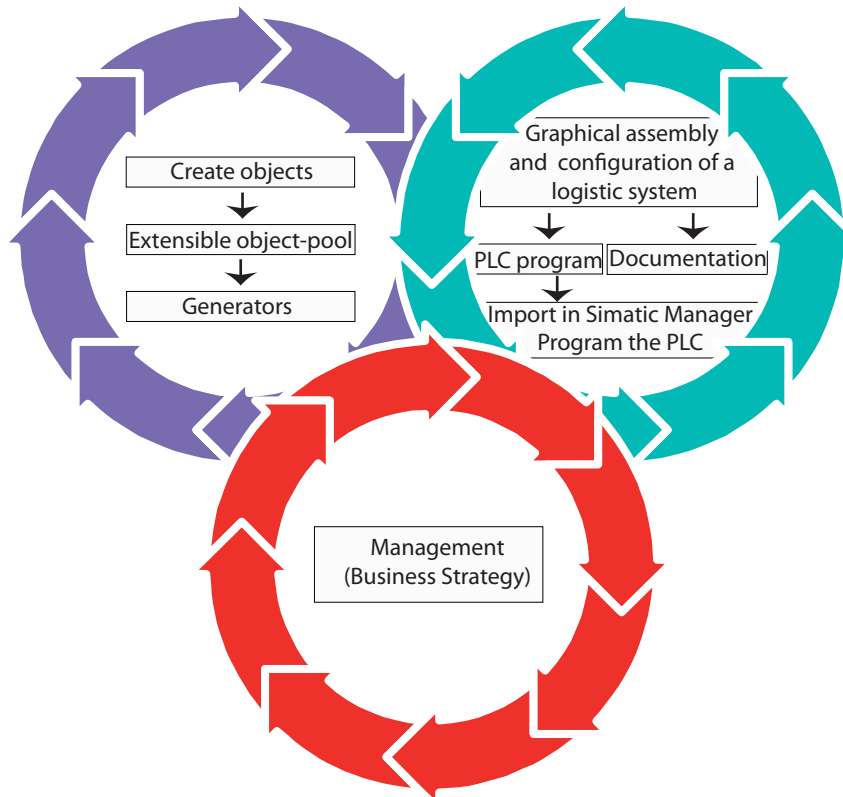 Create objects
Extensible object-pool
Generators
Graphical assembly
and configuration of a
logistic system
PLC program
Documentation
Import in Simatic Manager
Program the PLC
Management
(Business Strategy)